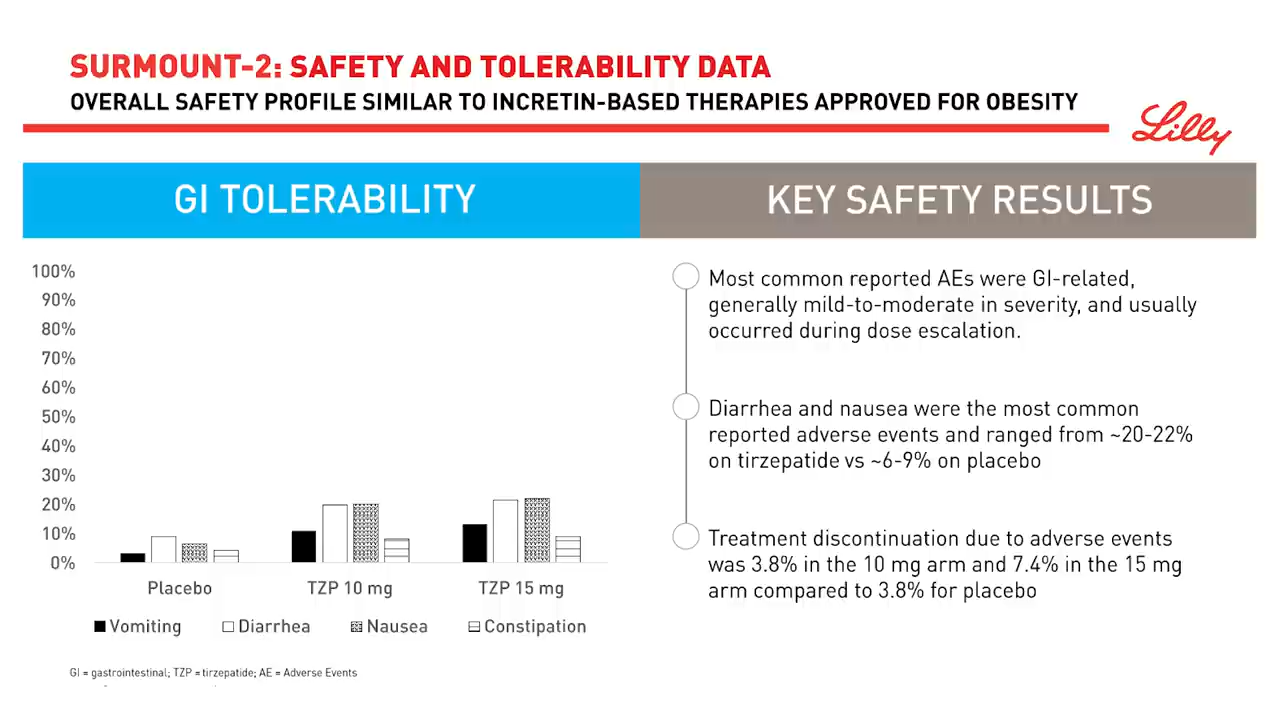 SURMOUNT-2: SAFETY AND TOLERABILITY DATA
OVERALL SAFETY PROFILE SIMILAR TO INCRETIN-BASED THERAPIES APPROVED FOR OBESITY
Lilly
GI TOLERABILITY
KEY SAFETY RESULTS
100%
90%
80%
70%
60%
50%
40%
30%
20%
10%
0%
Placebo
TZP 10 mg
TZP 15 mg
Vomiting
Diarrhea
Nausea
Constipation
Most common reported AEs were GI-related,
generally mild-to-moderate in severity, and usually
occurred during dose escalation.
Diarrhea and nausea were the most common
reported adverse events and ranged from ~20-22%
on tirzepatide vs ~6-9% on placebo
Treatment discontinuation due to adverse events
was 3.8% in the 10 mg arm and 7.4% in the 15 mg
arm compared to 3.8% for placebo
GI = gastrointestinal; TZP = tirzepatide; AE = Adverse Events